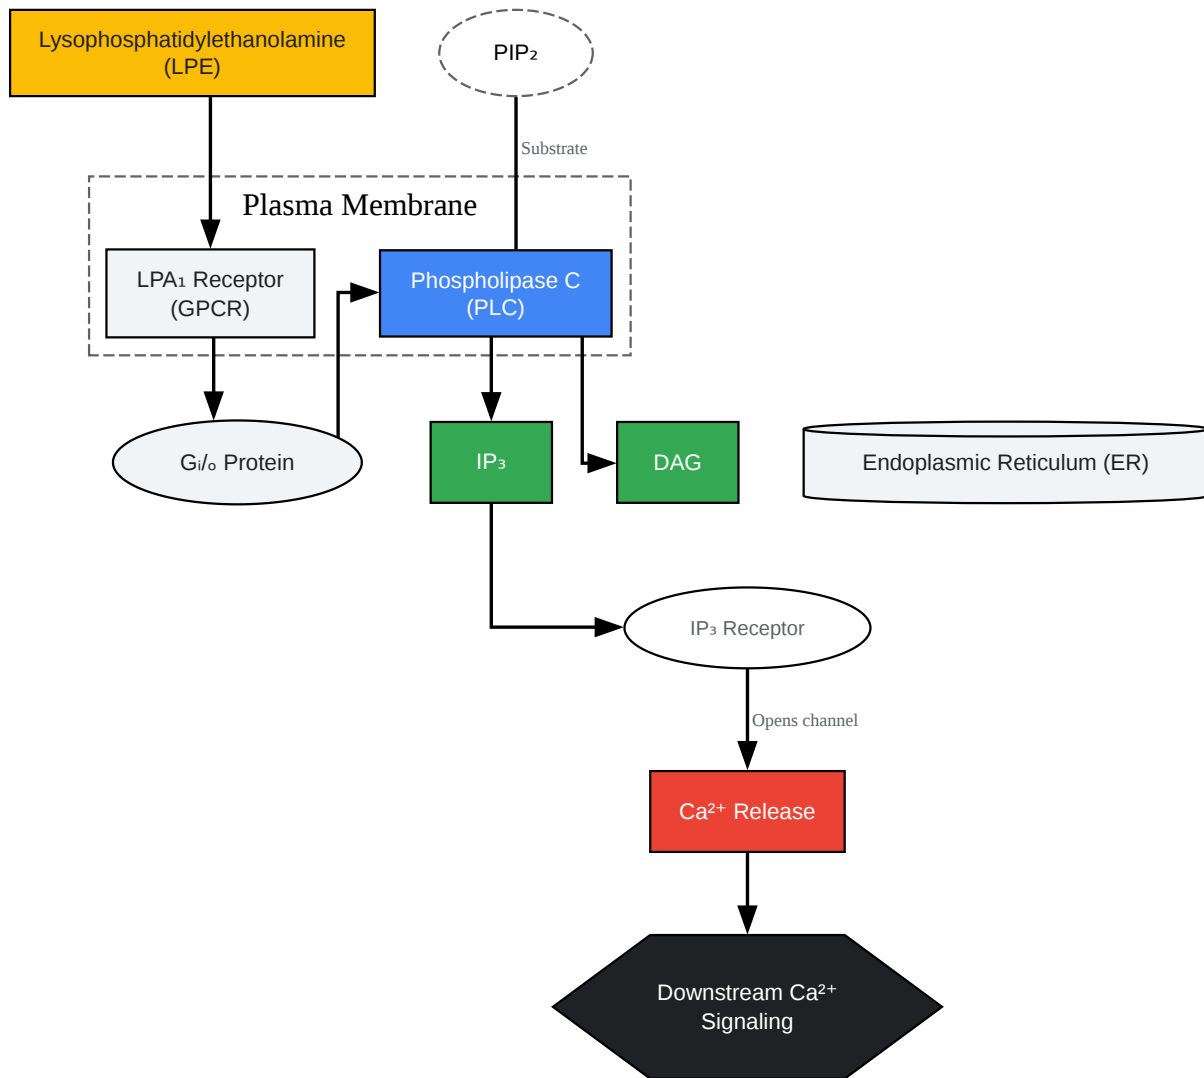 Lysophosphatidylethanolamine
(LPE)
PIP₂
Substrate
Plasma Membrane
LPA₁ Receptor
(GPCR)
Phospholipase C
(PLC)
Gᵢ/ₒ Protein
IP₃
DAG
Endoplasmic Reticulum (ER)
IP₃ Receptor
Opens channel
Ca²⁺ Release
Downstream Ca²⁺
Signaling